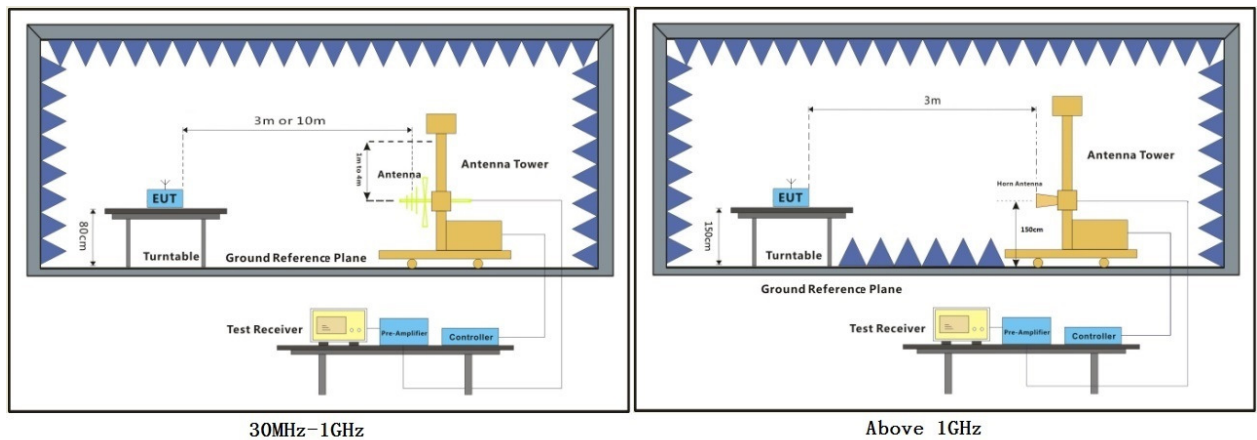 3m or 10m
1m to 4m
Antenna
Antenna Tower
EUT
80cm
Turntable
Ground Reference Plane
Test Receiver
Pre-Amplifier
Controller
30MHz-1GHz
3m
Antenna Tower
Horn Antenna
EUT
150cm
150cm
Turntable
Ground Reference Plane
Test Receiver
Pre-Amplifier
Controller
Above 1GHz